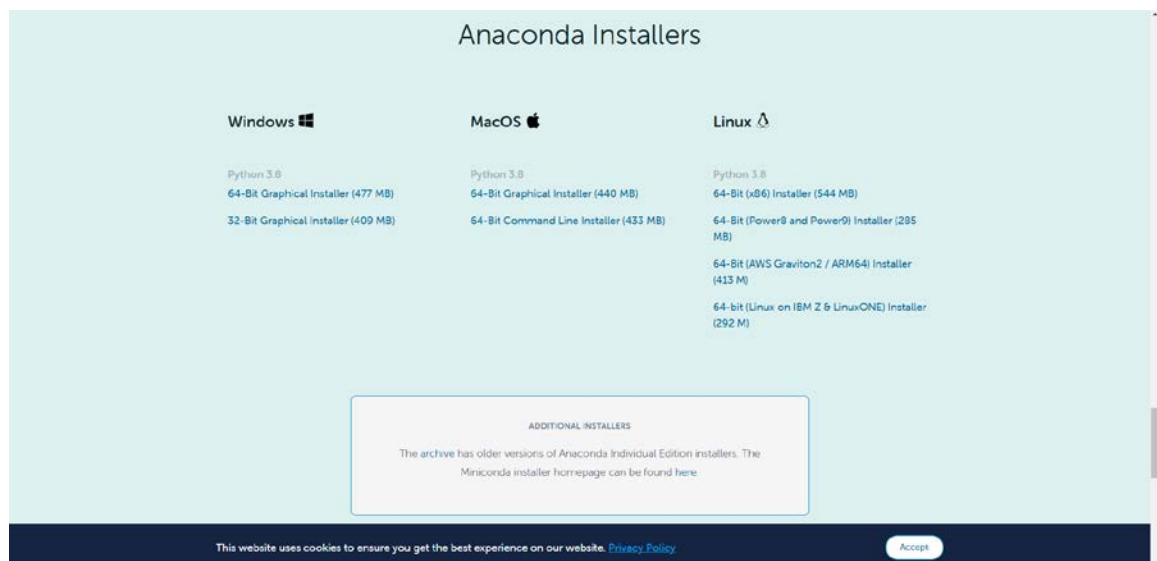 Anaconda Installers
Windows
Python 3.8
64-Bit Graphical Installer (477 MB)
32-Bit Graphical Installer (409 MB)
MacOS
Python 3.8
64-Bit Graphical Installer (440 MB)
64-Bit Command Line Installer (433 MB)
Linux
Python 3.8
64-Bit (x86) Installer (544 MB)
64-Bit (Power8 and Power9) Installer (285
MB)
64-Bit (AWS Graviton2 / ARM64) Installer
(413 M)
64-bit (Linux on IBM Z & LinuxONE) Installer
(292 M)
ADDITIONAL INSTALLERS
The archive has older versions of Anaconda Individual Edition installers. The
Miniconda installer homepage can be found here
This website uses cookies to ensure you get the best experience on our website. Privacy Policy
Accept